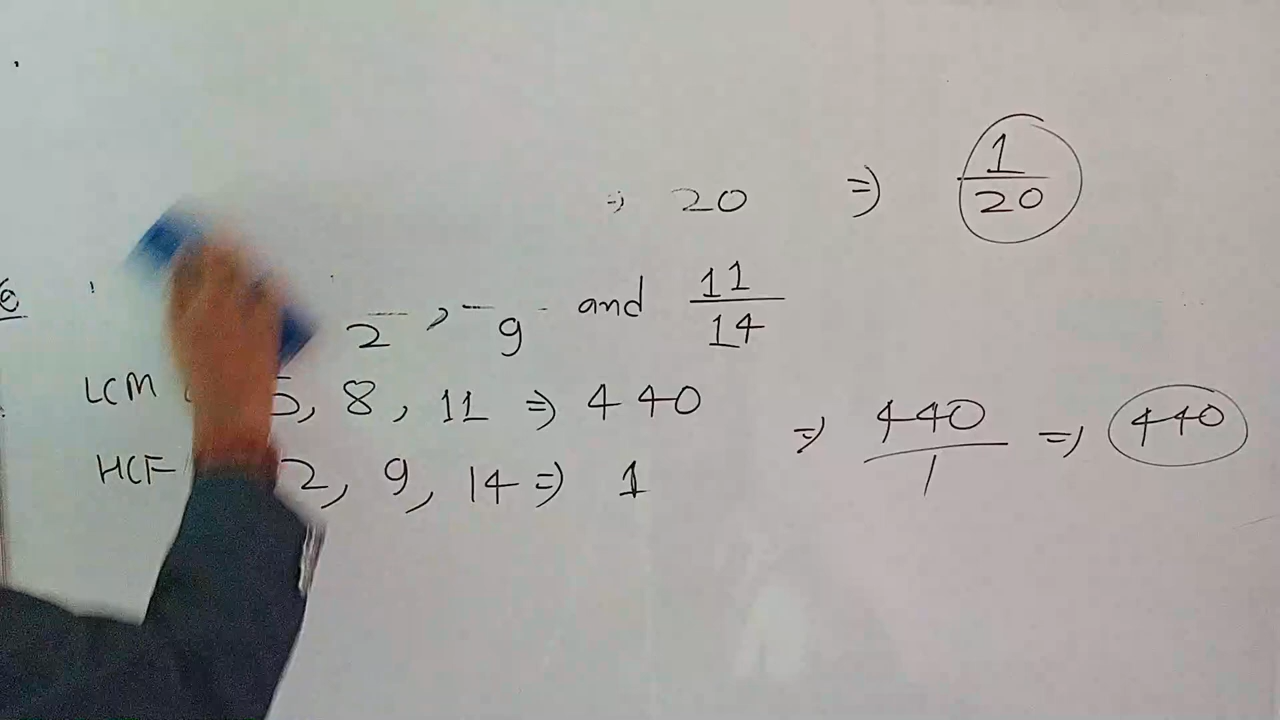 ⇒ 20 ⇒ 1/20
2, 9 and 11/14
LCM 5, 8, 11 ⇒ 440 ⇒ 440/1 ⇒ 440
HCF 2, 9, 14 ⇒ 1